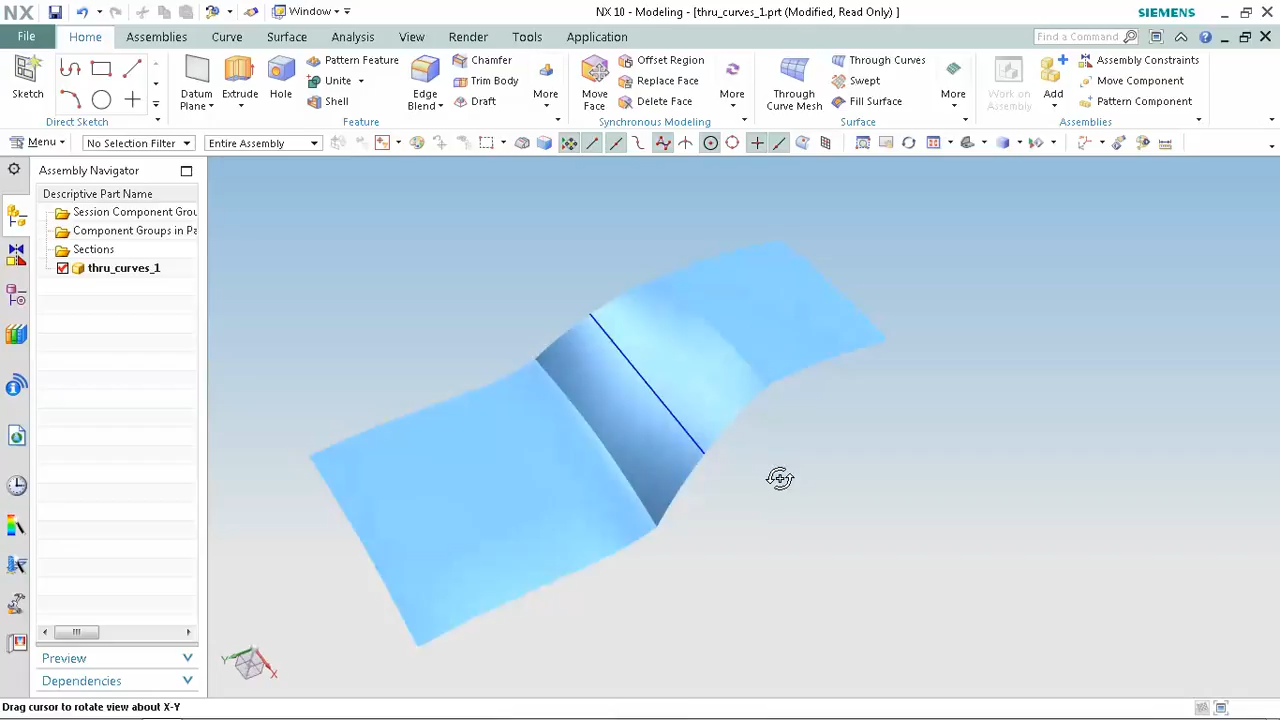 NX
Window
NX 10 - Modeling - [thru_curves_1.prt (Modified, Read Only) ]
SIEMENS
File
Home
Assemblies
Curve
Surface
Analysis
View
Render
Tools
Application
Find a Command
Sketch
Direct Sketch
Datum Plane
Extrude
Hole
Pattern Feature
Unite
Shell
Edge Blend
Chamfer
Trim Body
Draft
More
Feature
Move Face
Offset Region
Replace Face
Delete Face
More
Synchronous Modeling
Through Curve Mesh
Through Curves
Swept
Fill Surface
More
Surface
Work on Assembly
Add
Assembly Constraints
Move Component
Pattern Component
Assemblies
Menu
No Selection Filter
Entire Assembly
Assembly Navigator
Descriptive Part Name
Session Component Grou
Component Groups in Pa
Sections
thru_curves_1
Preview
Dependencies
Y
X
Drag cursor to rotate view about X-Y